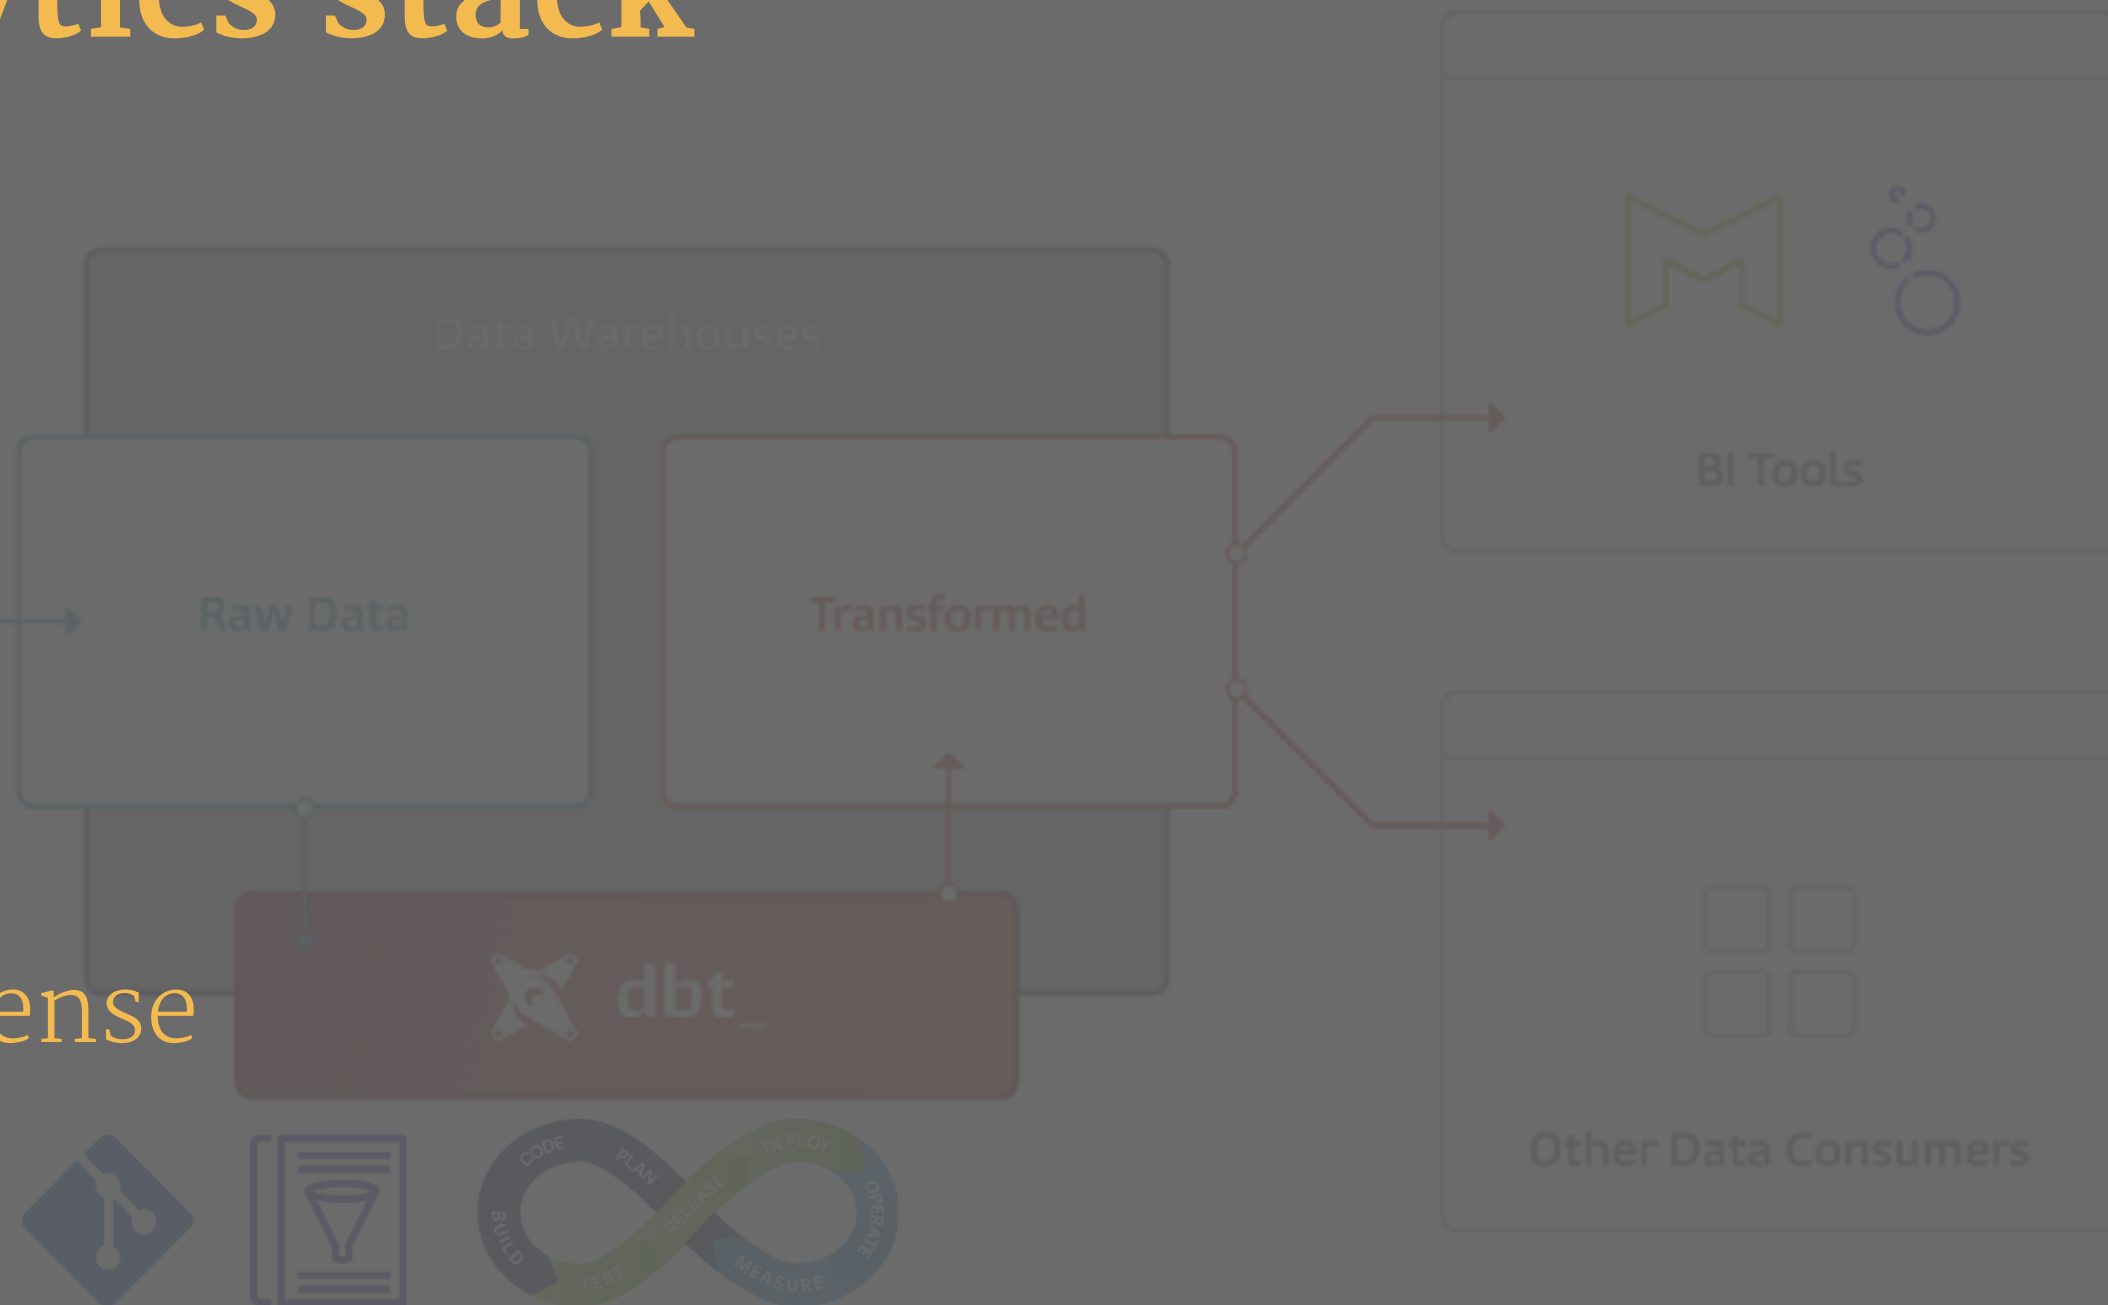 ytics stack
Data Warehouses
Raw Data
Transformed
BI Tools
ense
dbt_
Other Data Consumers
CODE
PLAN
BUILD
TEST
RELEASE
DEPLOY
OPERATE
MEASURE